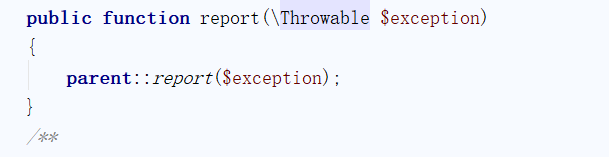 public function report(\Throwable $exception)
{
parent::report($exception);
}
/**